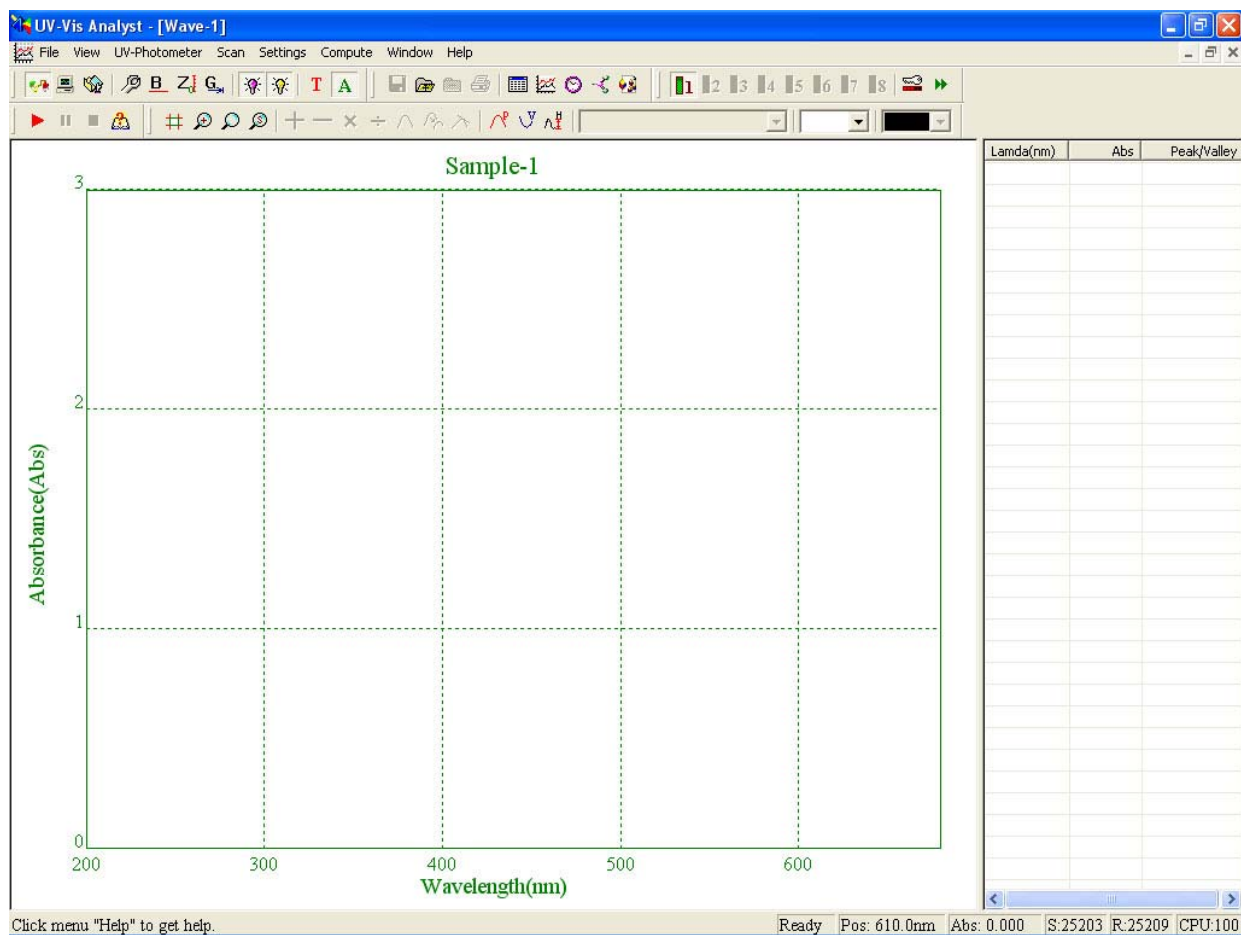 UV-Vis Analyst - [Wave-1]
File View UV-Photometer Scan Settings Compute Window Help
B Z G T A 1 2 3 4 5 6 7 8
Lamda(nm) Abs Peak/Valley
Sample-1
3
2
1
0
Absorbance(Abs)
200 300 400 500 600
Wavelength(nm)
Click menu "Help" to get help. Ready Pos: 610.0nm Abs: 0.000 S:25203 R:25209 CPU:100